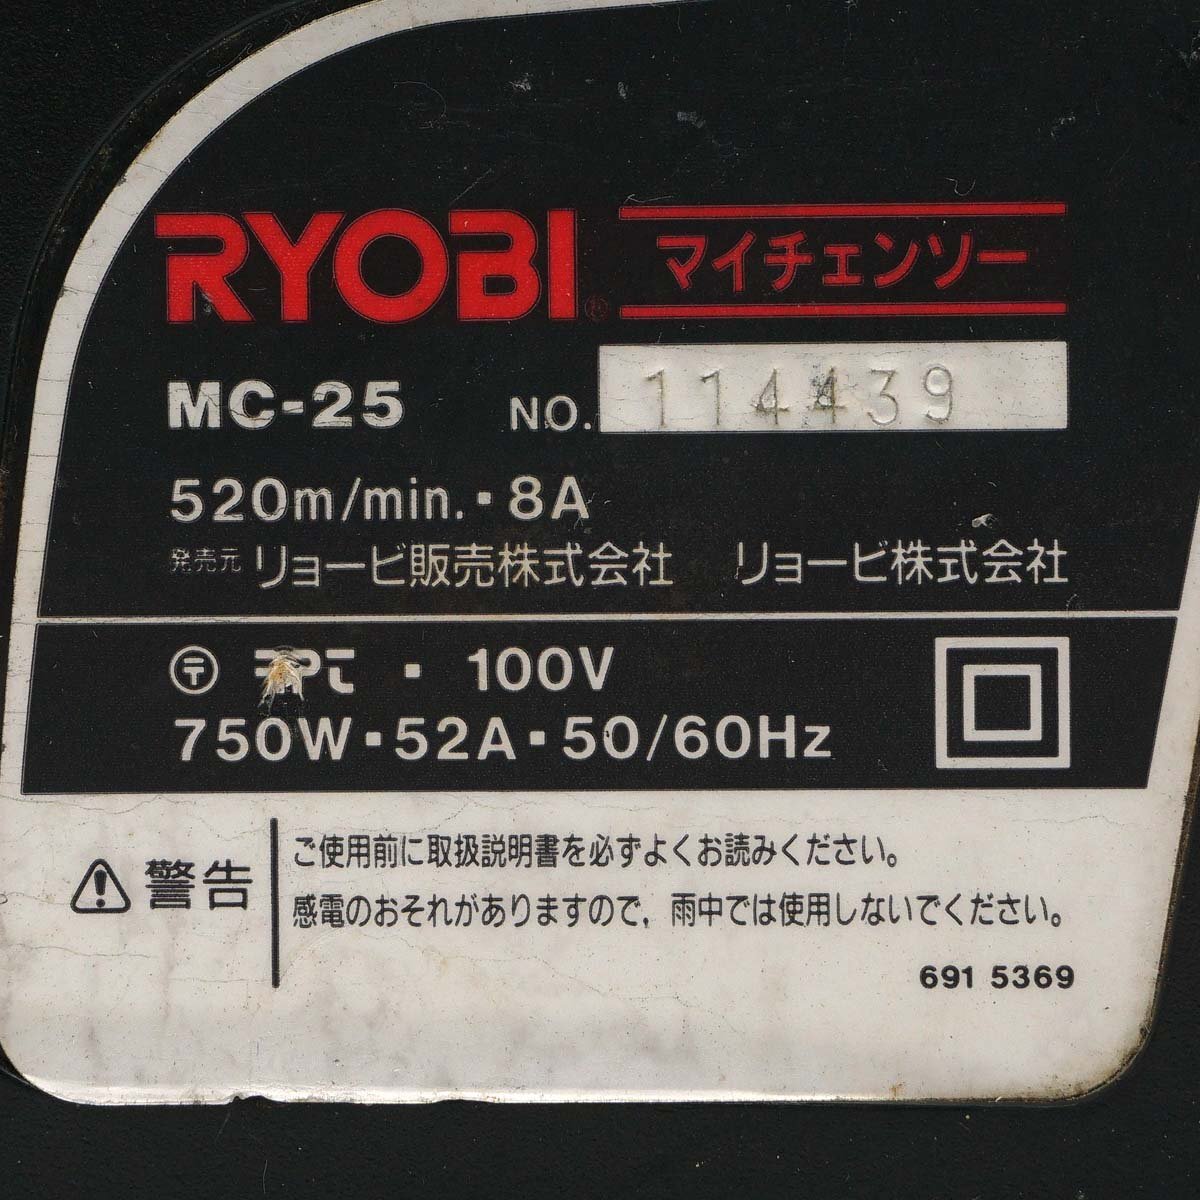 RYOBI® マイチェンソー
MC-25 NO. 114439
520m/min.・8A
発売元 リョービ販売株式会社 リョービ株式会社
〒 ・ 100V
750W・52A・50/60Hz
警告
ご使用前に取扱説明書を必ずよくお読みください。
感電のおそれがありますので，雨中では使用しないでください。
691 5369